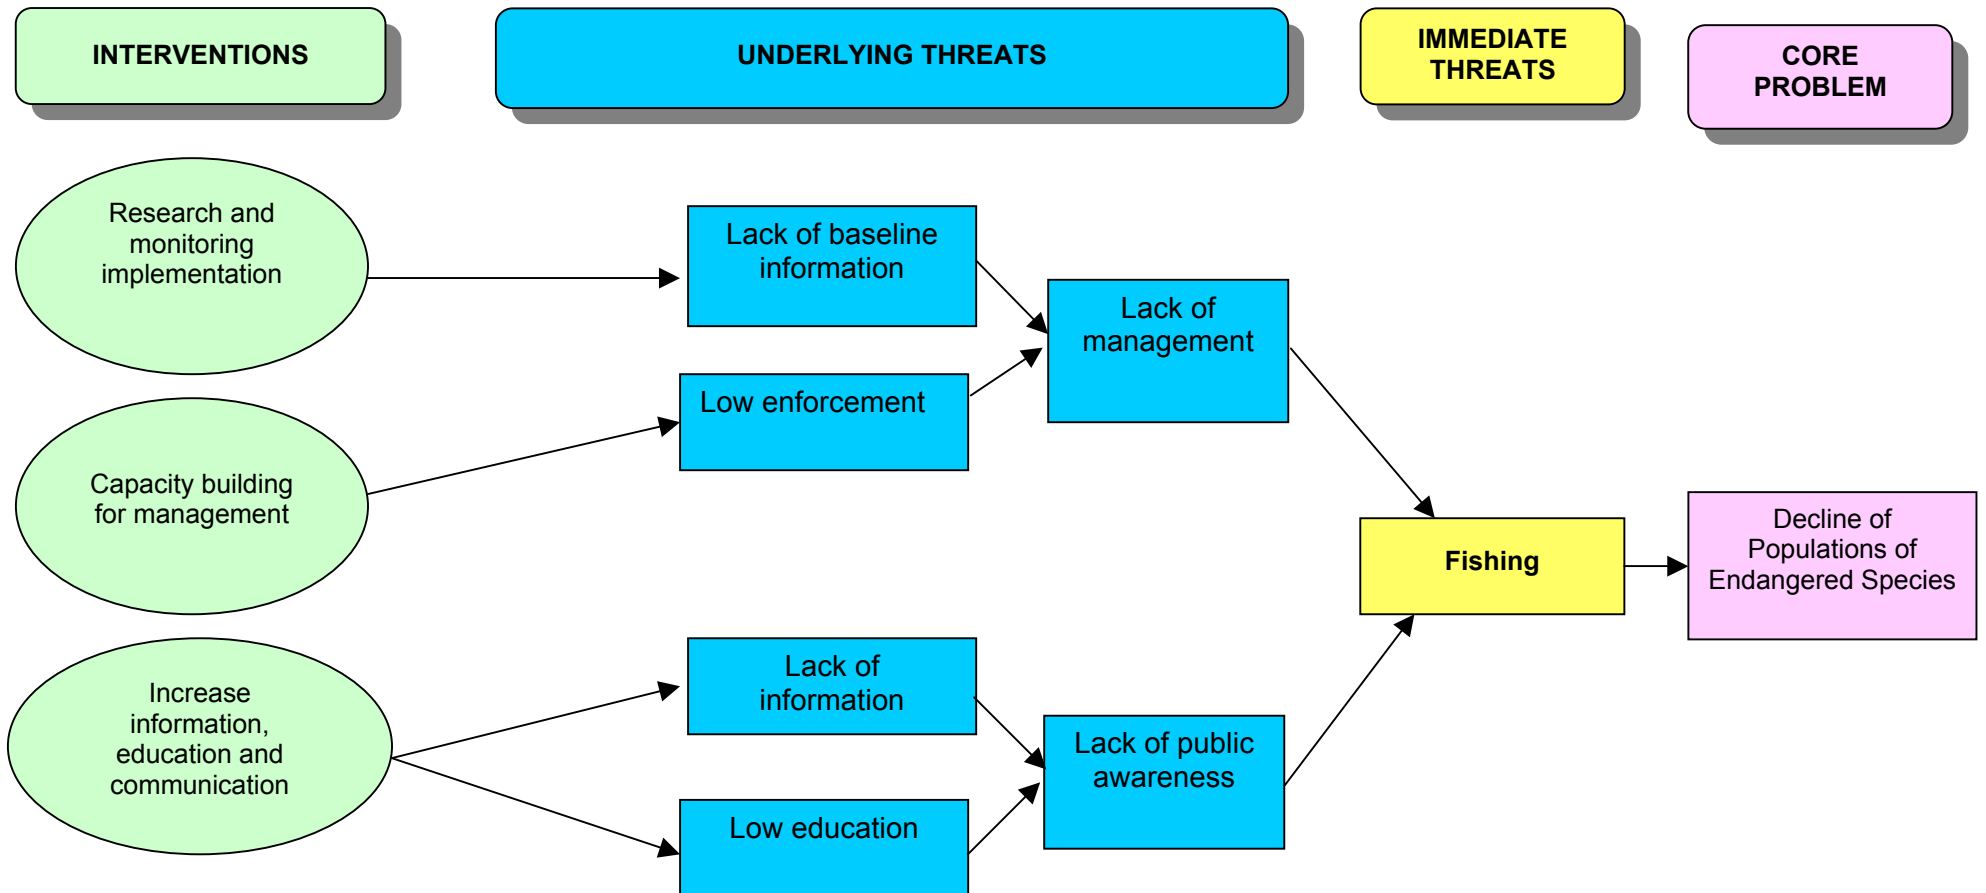 INTERVENTIONS
UNDERLYING THREATS
IMMEDIATE
THREATS
CORE
PROBLEM
Research and
monitoring
implementation
Lack of baseline
information
Lack of
management
Low enforcement
Capacity building
for management
Fishing
Decline of
Populations of
Endangered Species
Increase
information,
education and
communication
Lack of
information
Lack of public
awareness
Low education